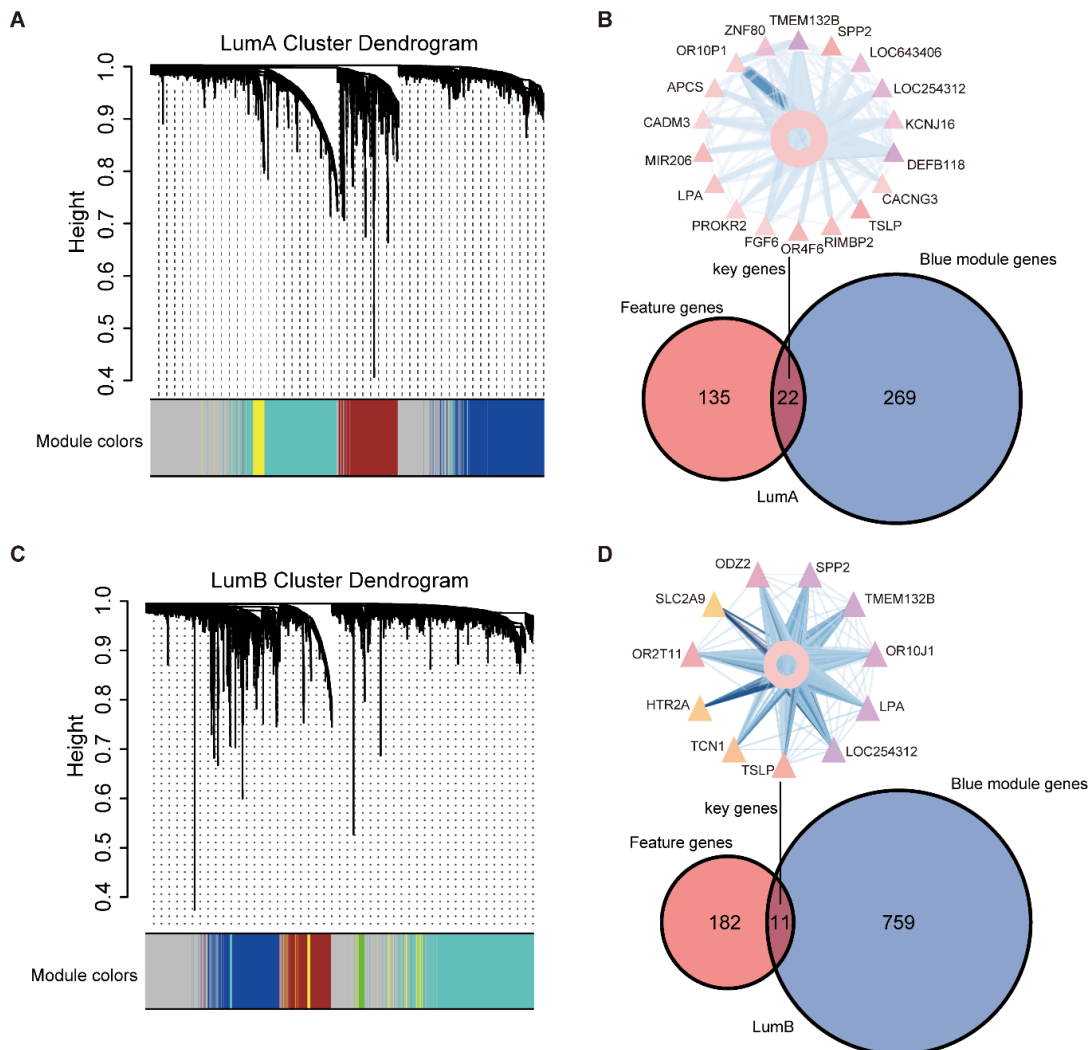 A
LumA Cluster Dendrogram
Height
1.0
0.9
0.8
0.7
0.6
0.5
0.4
Module colors
B
TMEM132B
ZNF80
SPP2
OR10P1
LOC643406
APCS
LOC254312
CADM3
KCNJ16
MIR206
DEFB118
LPA
CACNG3
PROKR2
TSLP
FGF6
OR4F6
RIMBP2
key genes
Blue module genes
Feature genes
135
22
269
LumA
C
LumB Cluster Dendrogram
Height
1.0
0.9
0.8
0.7
0.6
0.5
0.4
Module colors
D
ODZ2
SPP2
SLC2A9
TMEM132B
OR2T11
OR10J1
HTR2A
LPA
TCN1
LOC254312
TSLP
key genes
Blue module genes
Feature genes
182
11
759
LumB